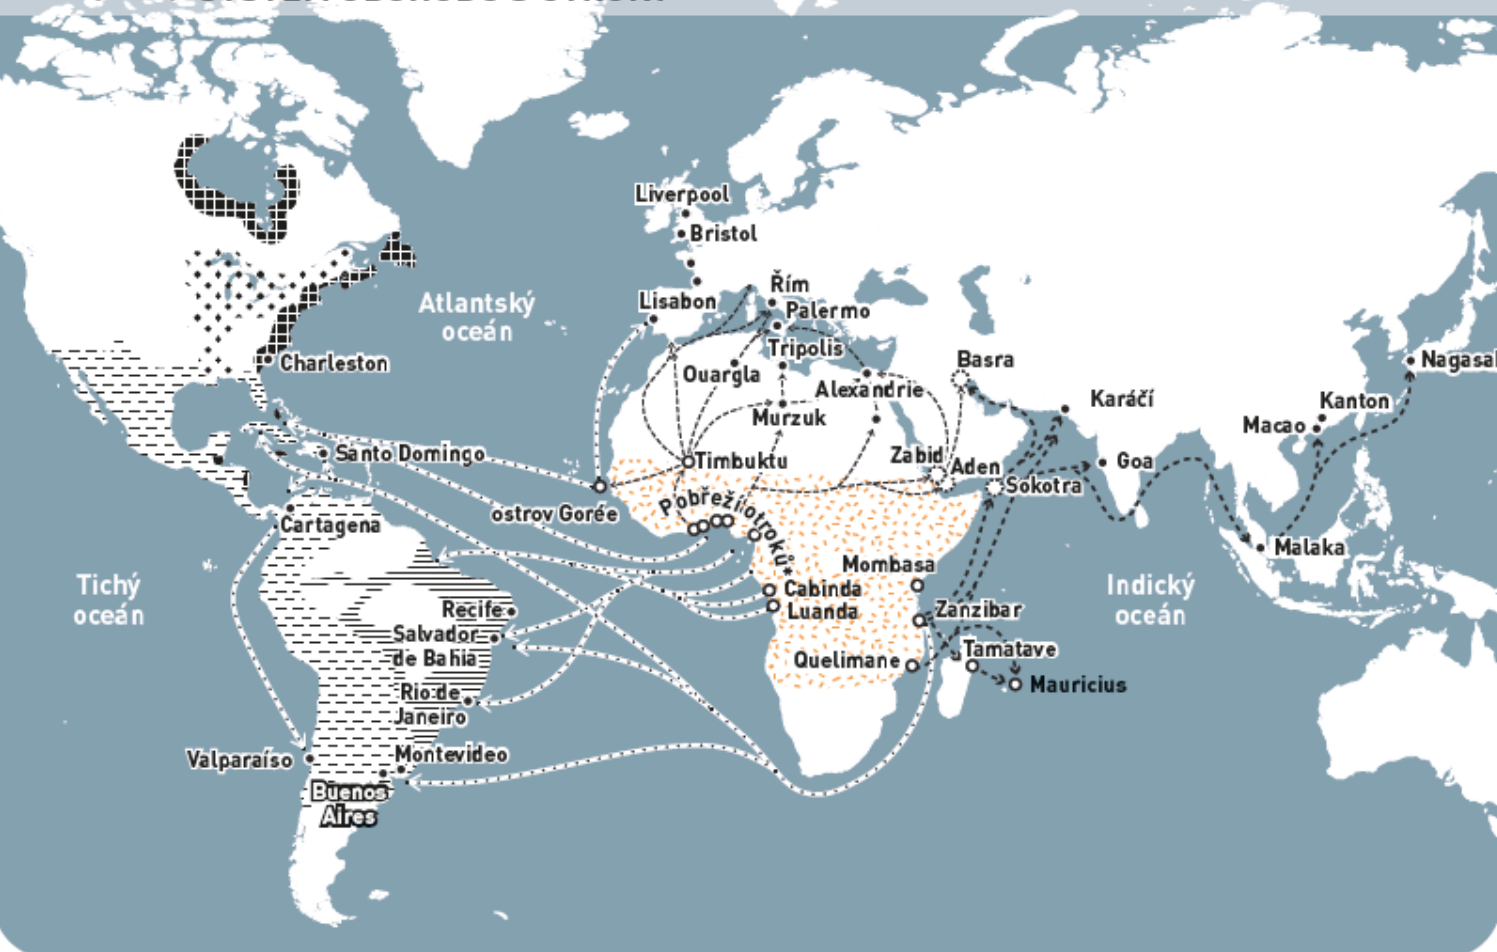 Liverpool
Bristol
Atlantský
oceán
Lisabon
Řím
Palermo
Tripolis
Ouargla
Alexandrie
Murzuk
Basra
Charleston
Karáčí
Kanton
Macao
Santo Domingo
Timbuktu
Zabid
Aden
Sokotra
Goa
ostrov Gorée
Pobřeží otroků*
Cartagena
Malaka
Tichý
oceán
Mombasa
Cabinda
Luanda
Indický
oceán
Recife
Zanzibar
Salvador
de Bahia
Tamatave
Quelimane
Mauricius
Rio de
Janeiro
Valparaíso
Montevideo
Buenos
Aires